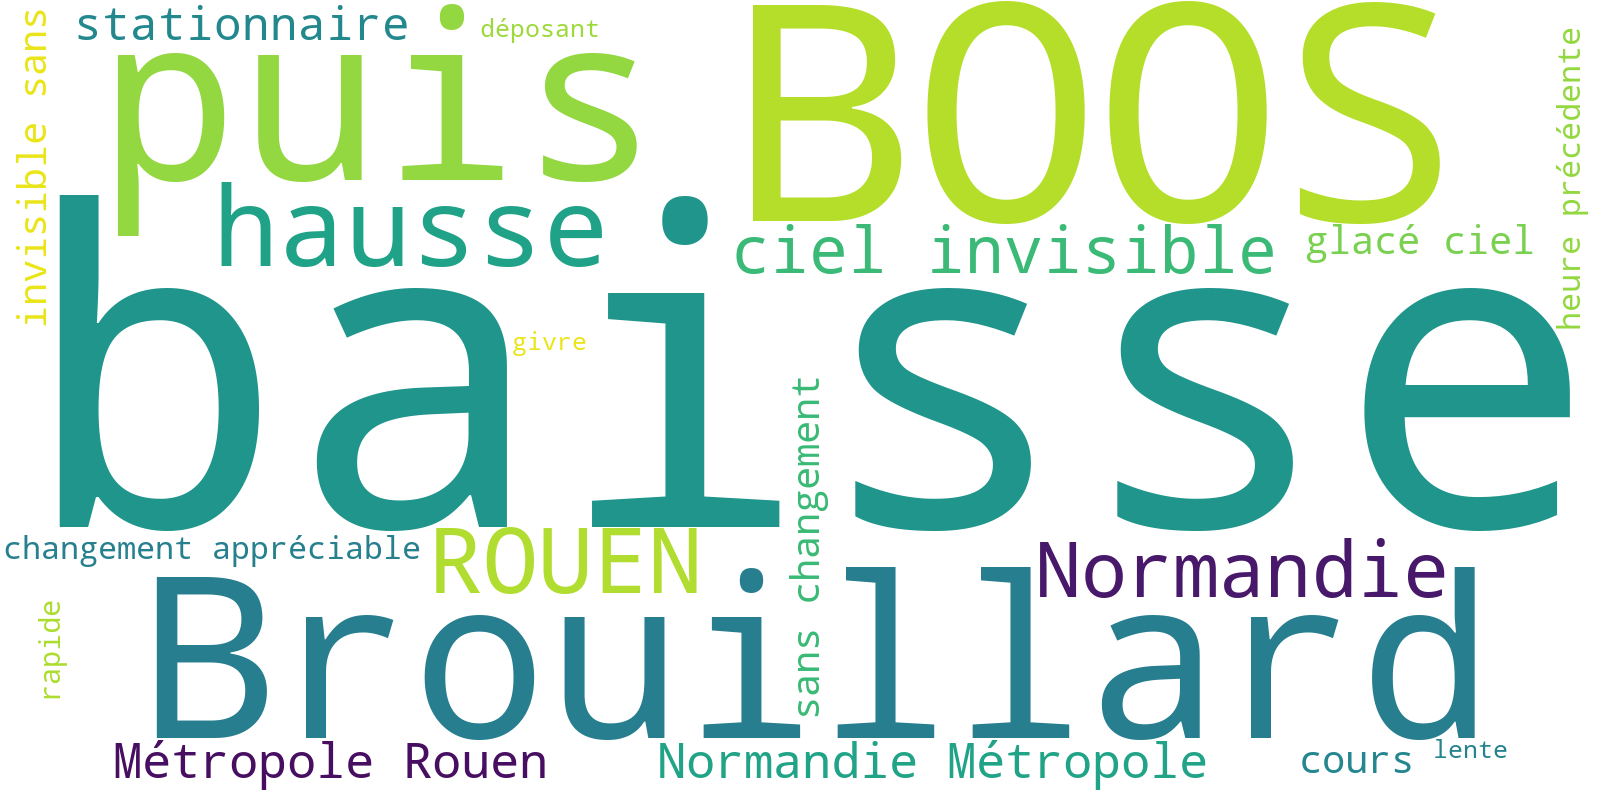 stationnaire
déposant
invisible sans
puis
BOOS
heure précédente
hausse
ciel invisible
glacé ciel
baisse
givre
sans changement
changement appréciable
ROUEN
Normandie
rapide
Brouillard
Métropole Rouen
Normandie Métropole
cours
lente